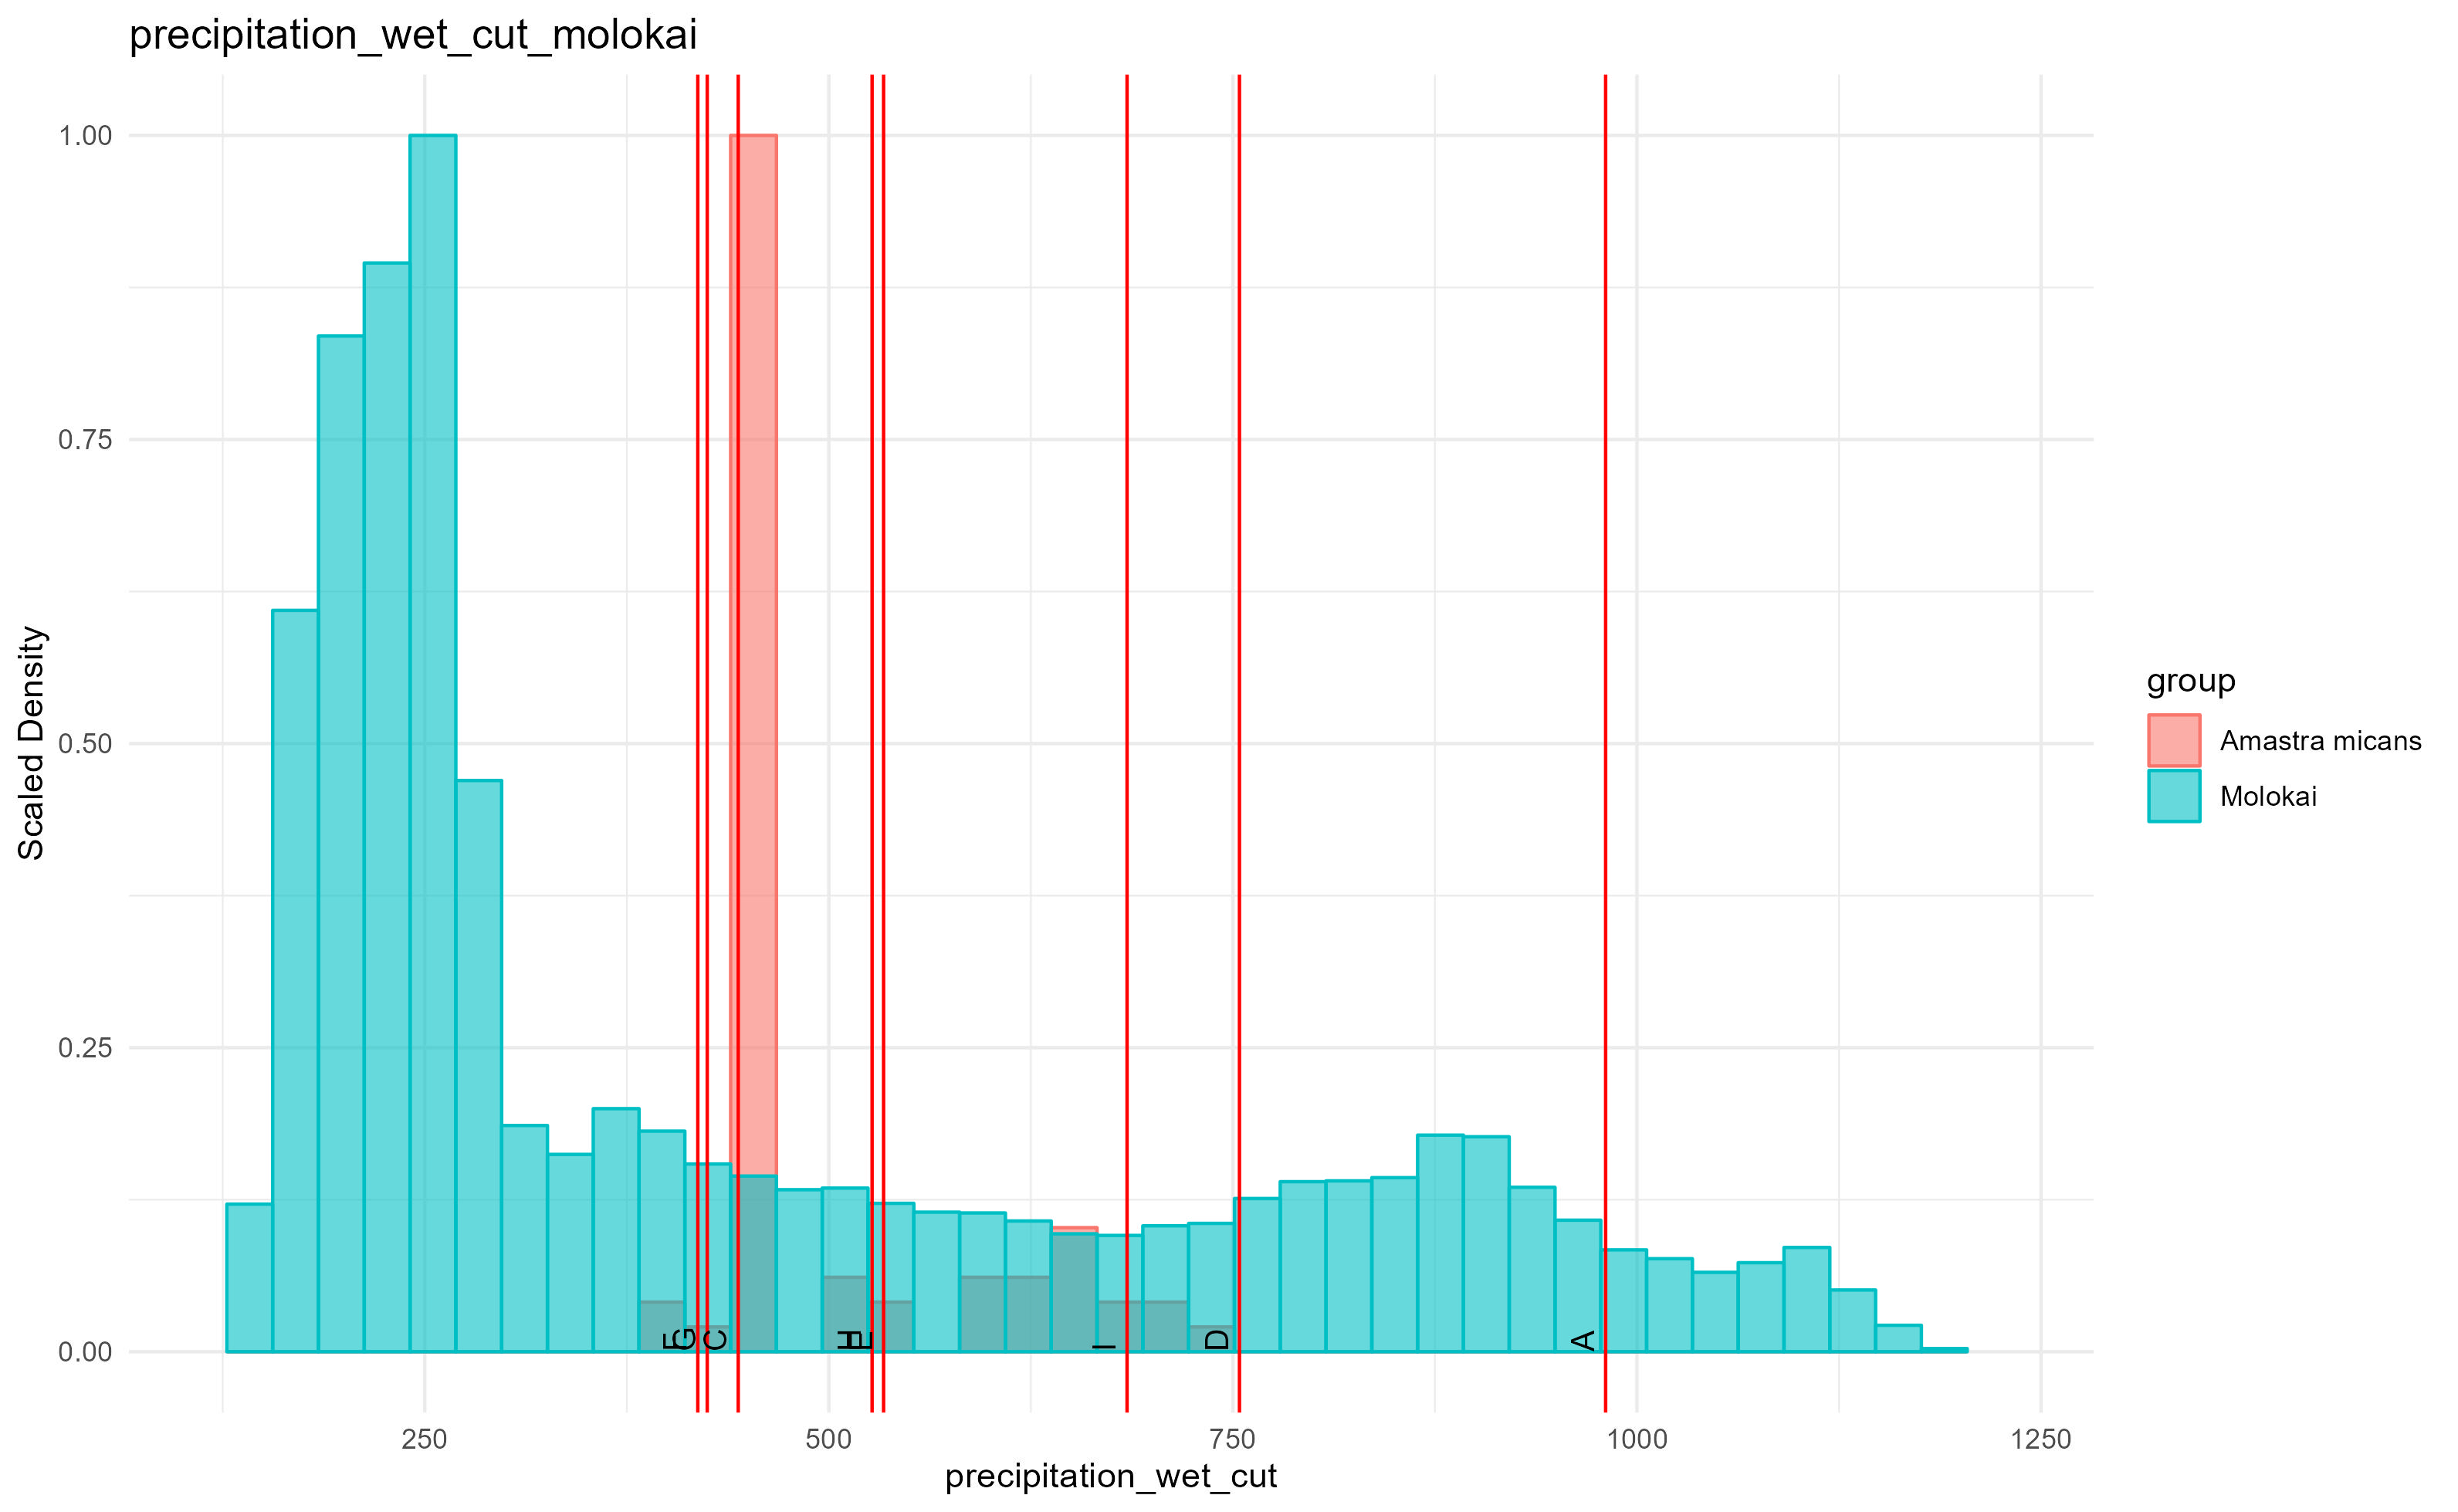 precipitation_wet_cut_molokai
Scaled Density
1.00
0.75
0.50
0.25
0.00
F
G
C
H
E
I
D
A
250
500
750
1000
1250
precipitation_wet_cut
group
Amastra micans
Molokai